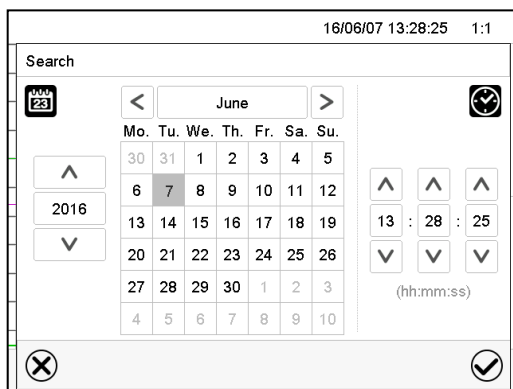 16/06/07 13:28:25 1:1
Search
23
June
Mo. Tu. We. Th. Fr. Sa. Su.
30 31 1 2 3 4 5
6 7 8 9 10 11 12
2016
13 : 28 : 25
13 14 15 16 17 18 19
20 21 22 23 24 25 26
27 28 29 30 1 2 3
(hh:mm:ss)
4 5 6 7 8 9 10